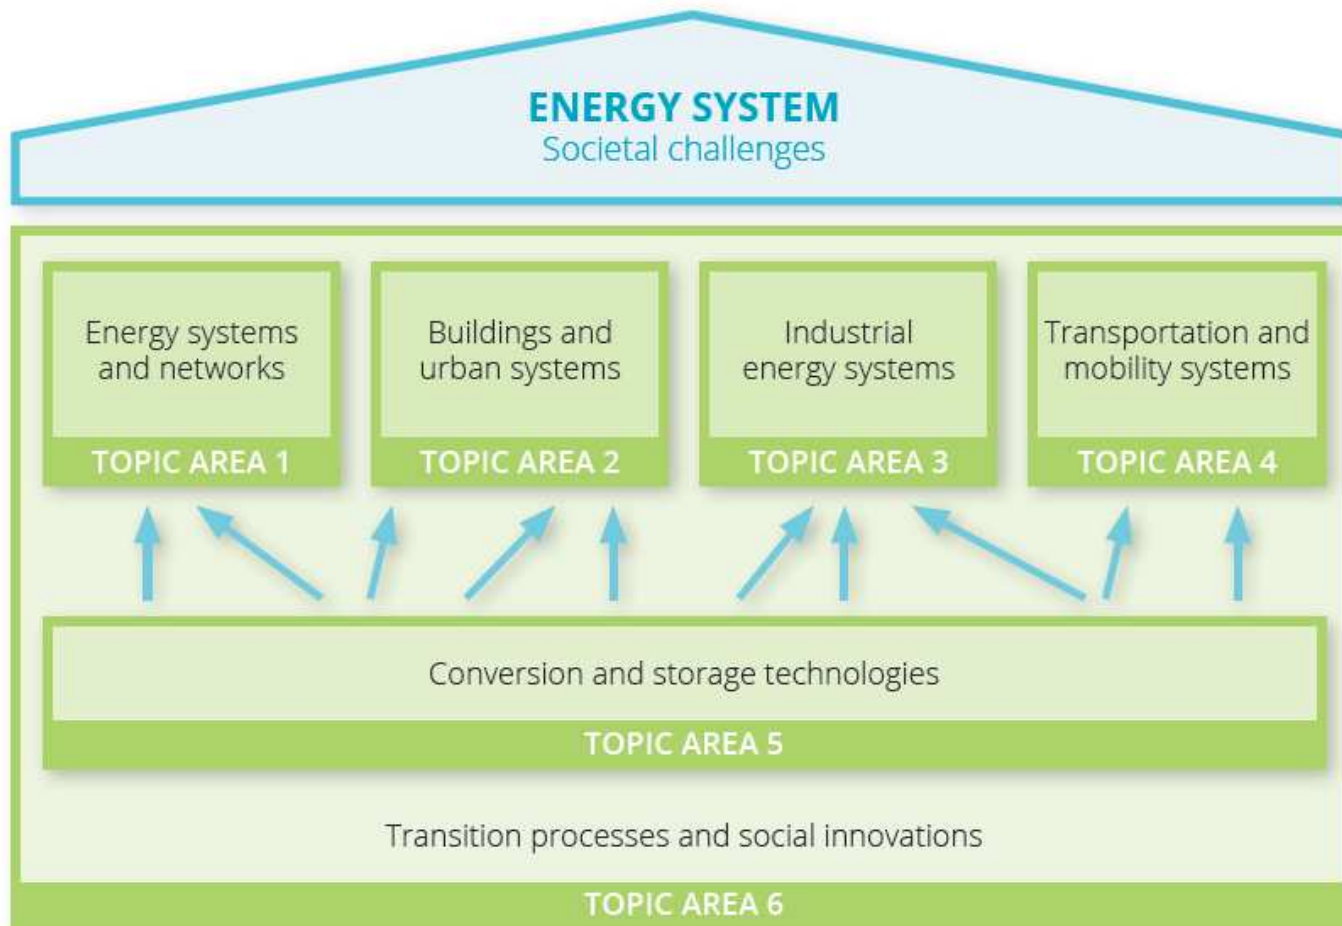 ENERGY SYSTEM
Societal challenges
Energy systems
and networks
TOPIC AREA 1
Buildings and
urban systems
TOPIC AREA 2
Industrial
energy systems
TOPIC AREA 3
Transportation and
mobility systems
TOPIC AREA 4
Conversion and storage technologies
TOPIC AREA 5
Transition processes and social innovations
TOPIC AREA 6